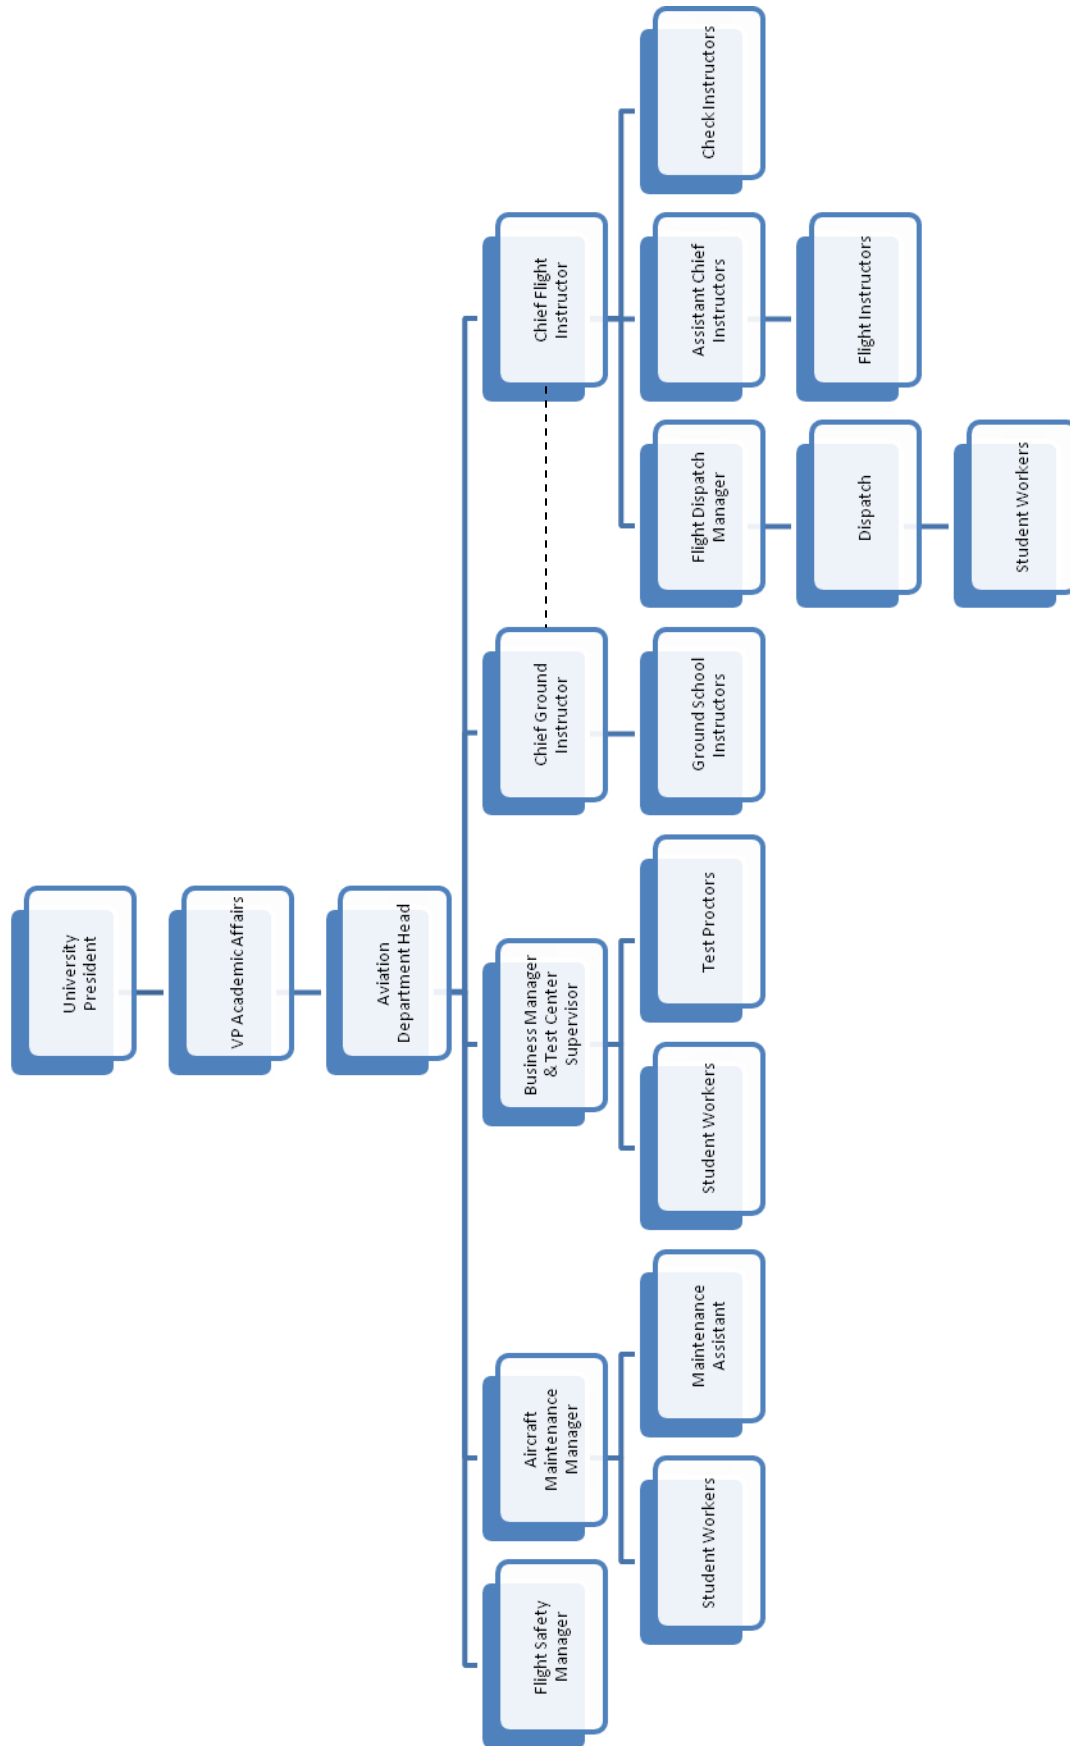 University
President
VP Academic Affairs
Aviation
Department Head
Flight Safety
Manager
Aircraft
Maintenance
Manager
Business Manager
& Test Center
Supervisor
Chief Ground
Instructor
Chief Flight
Instructor
Student Workers
Maintenance
Assistant
Student Workers
Test Proctors
Ground School
Instructors
Flight Dispatch
Manager
Assistant Chief
Instructors
Check Instructors
Dispatch
Flight Instructors
Student Workers